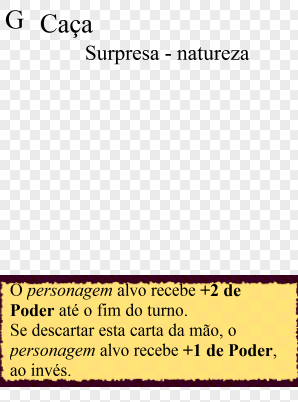 G Caça
Surpresa - natureza
O personagem alvo recebe +2 de
Poder até o fim do turno.
Se descartar esta carta da mão, o
personagem alvo recebe +1 de Poder,
ao invés.